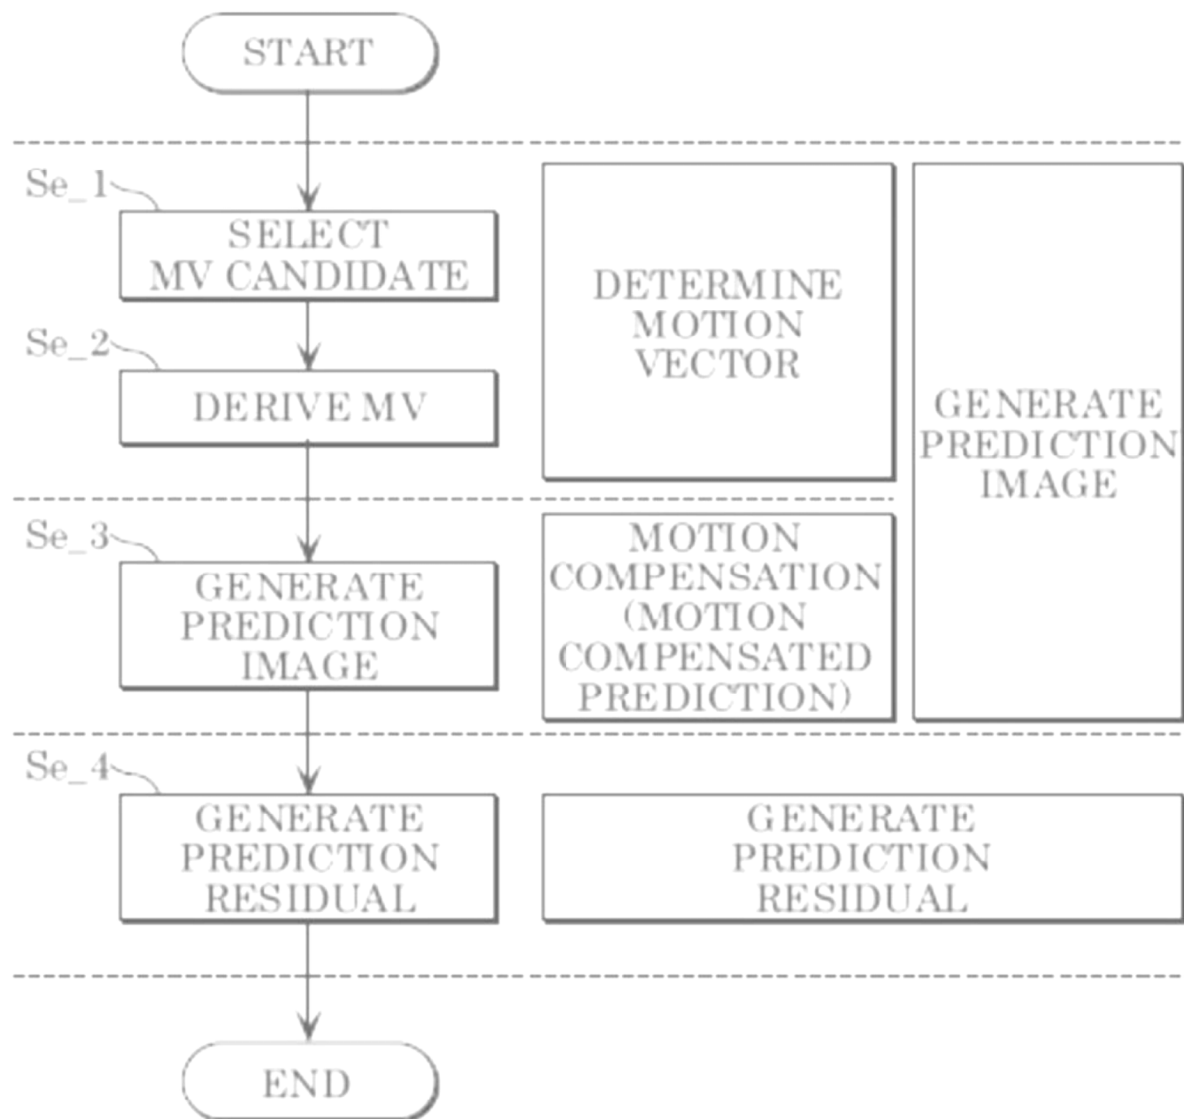 START
Se_1
SELECT
MV CANDIDATE
Se_2
DERIVE MV
DETERMINE
MOTION
VECTOR
GENERATE
PREDICTION
IMAGE
Se_3
GENERATE
PREDICTION
IMAGE
MOTION
COMPENSATION
(MOTION
COMPENSATED
PREDICTION)
Se_4
GENERATE
PREDICTION
RESIDUAL
GENERATE
PREDICTION
RESIDUAL
END